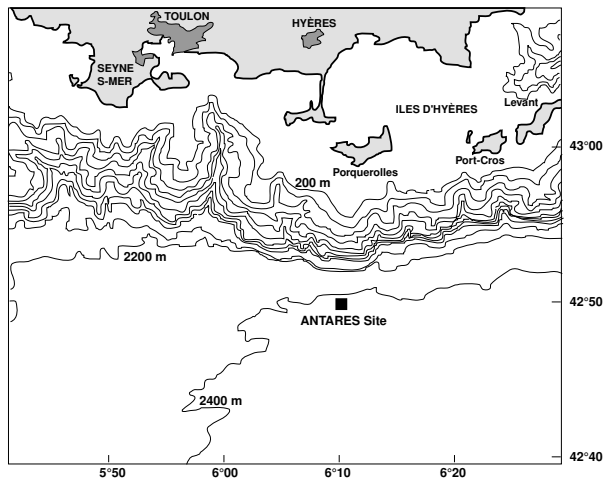 TOULON
HYÈRES
SEYNE
S-MER
Levant
ILES D'HYÈRES
Porquerolles
Port-Cros
43°00
200 m
2200 m
42°50
ANTARES Site
2400 m
42°40
5°50
6°00
6°10
6°20